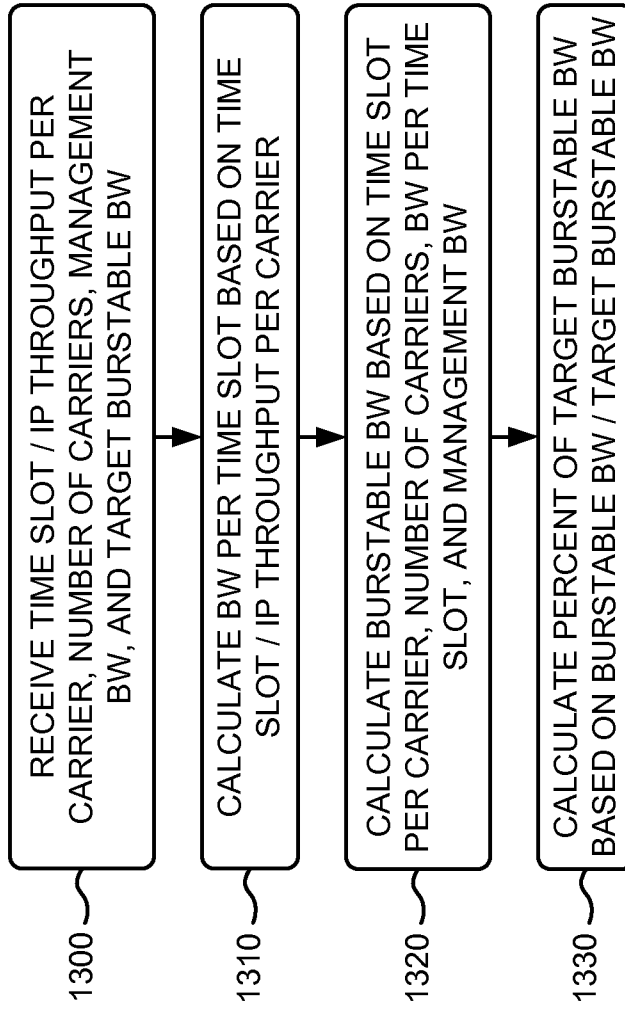 1300
RECEIVE TIME SLOT / IP THROUGHPUT PER
CARRIER, NUMBER OF CARRIERS, MANAGEMENT
BW, AND TARGET BURSTABLE BW
1310
CALCULATE BW PER TIME SLOT BASED ON TIME
SLOT / IP THROUGHPUT PER CARRIER
1320
CALCULATE BURSTABLE BW BASED ON TIME SLOT
PER CARRIER, NUMBER OF CARRIERS, BW PER TIME
SLOT, AND MANAGEMENT BW
1330
CALCULATE PERCENT OF TARGET BURSTABLE BW
BASED ON BURSTABLE BW / TARGET BURSTABLE BW